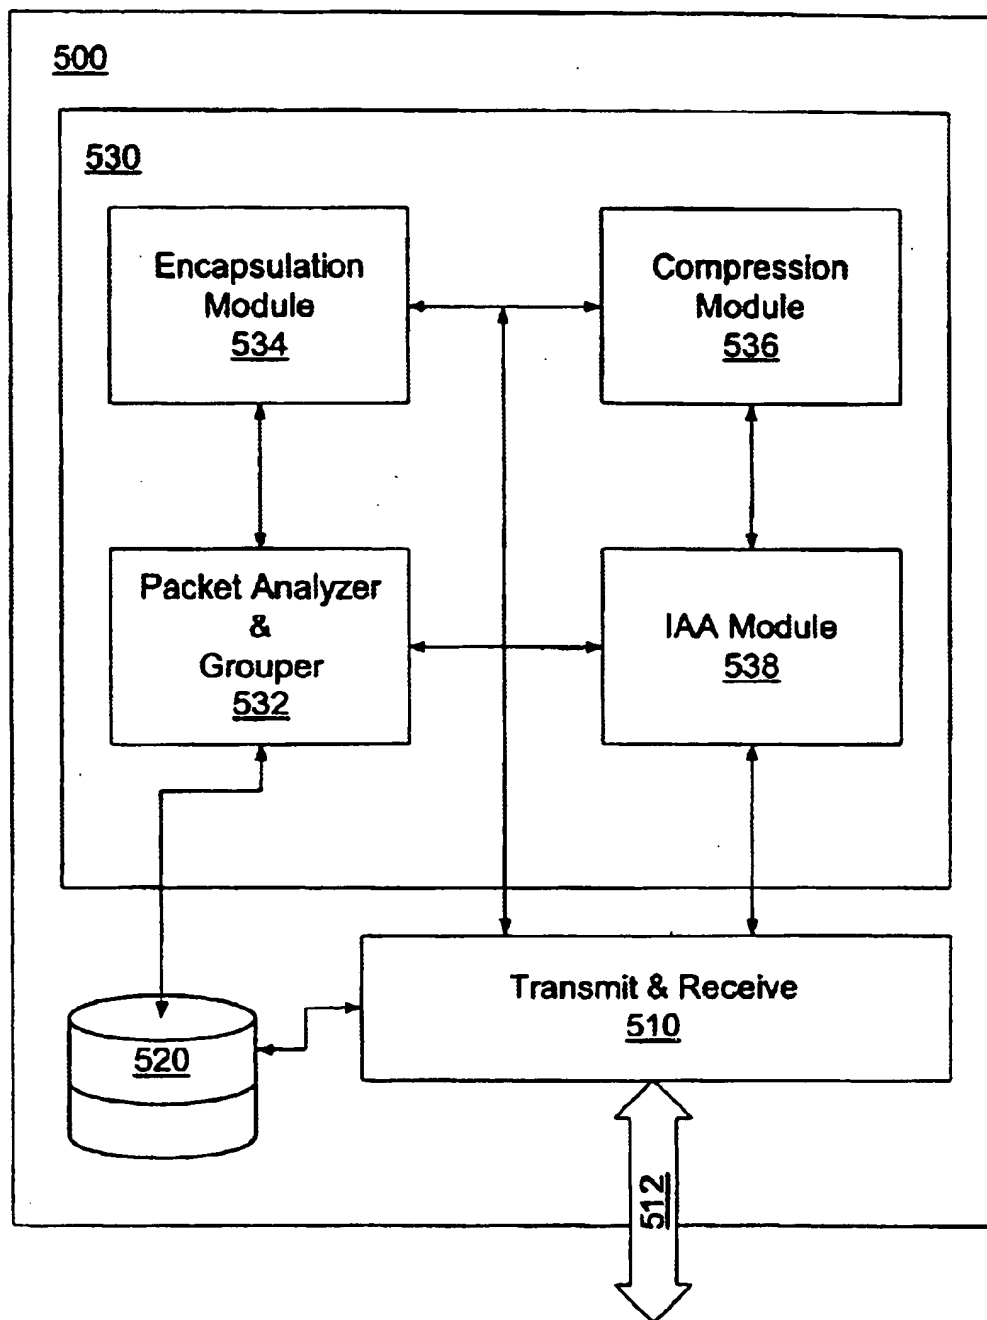 500
530
Encapsulation
Module
534
Compression
Module
536
Packet Analyzer
&
Grouper
532
IAA Module
538
Transmit & Receive
510
520
512